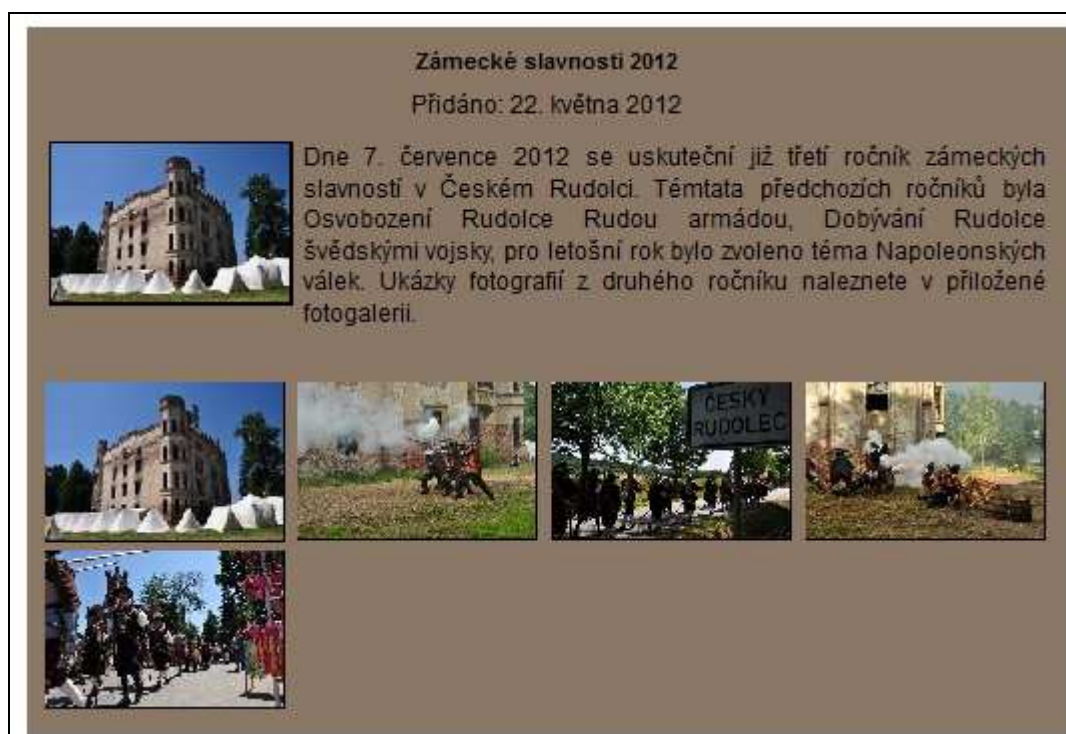 Zámecké slavnosti 2012
Přidáno: 22. května 2012
Dne 7. července 2012 se uskuteční již třetí ročník zámeckých
slavností v Českém Rudolci. Témtata předchozích ročníků byla
Osvobození Rudolce Rudou armádou, Dobývání Rudolce
švédskými vojsky, pro letošní rok bylo zvoleno téma Napoleonských
válek. Ukázky fotografií z druhého ročníku naleznete v přiložené
fotogalerii.
ČESKÝ
RUDOLEC